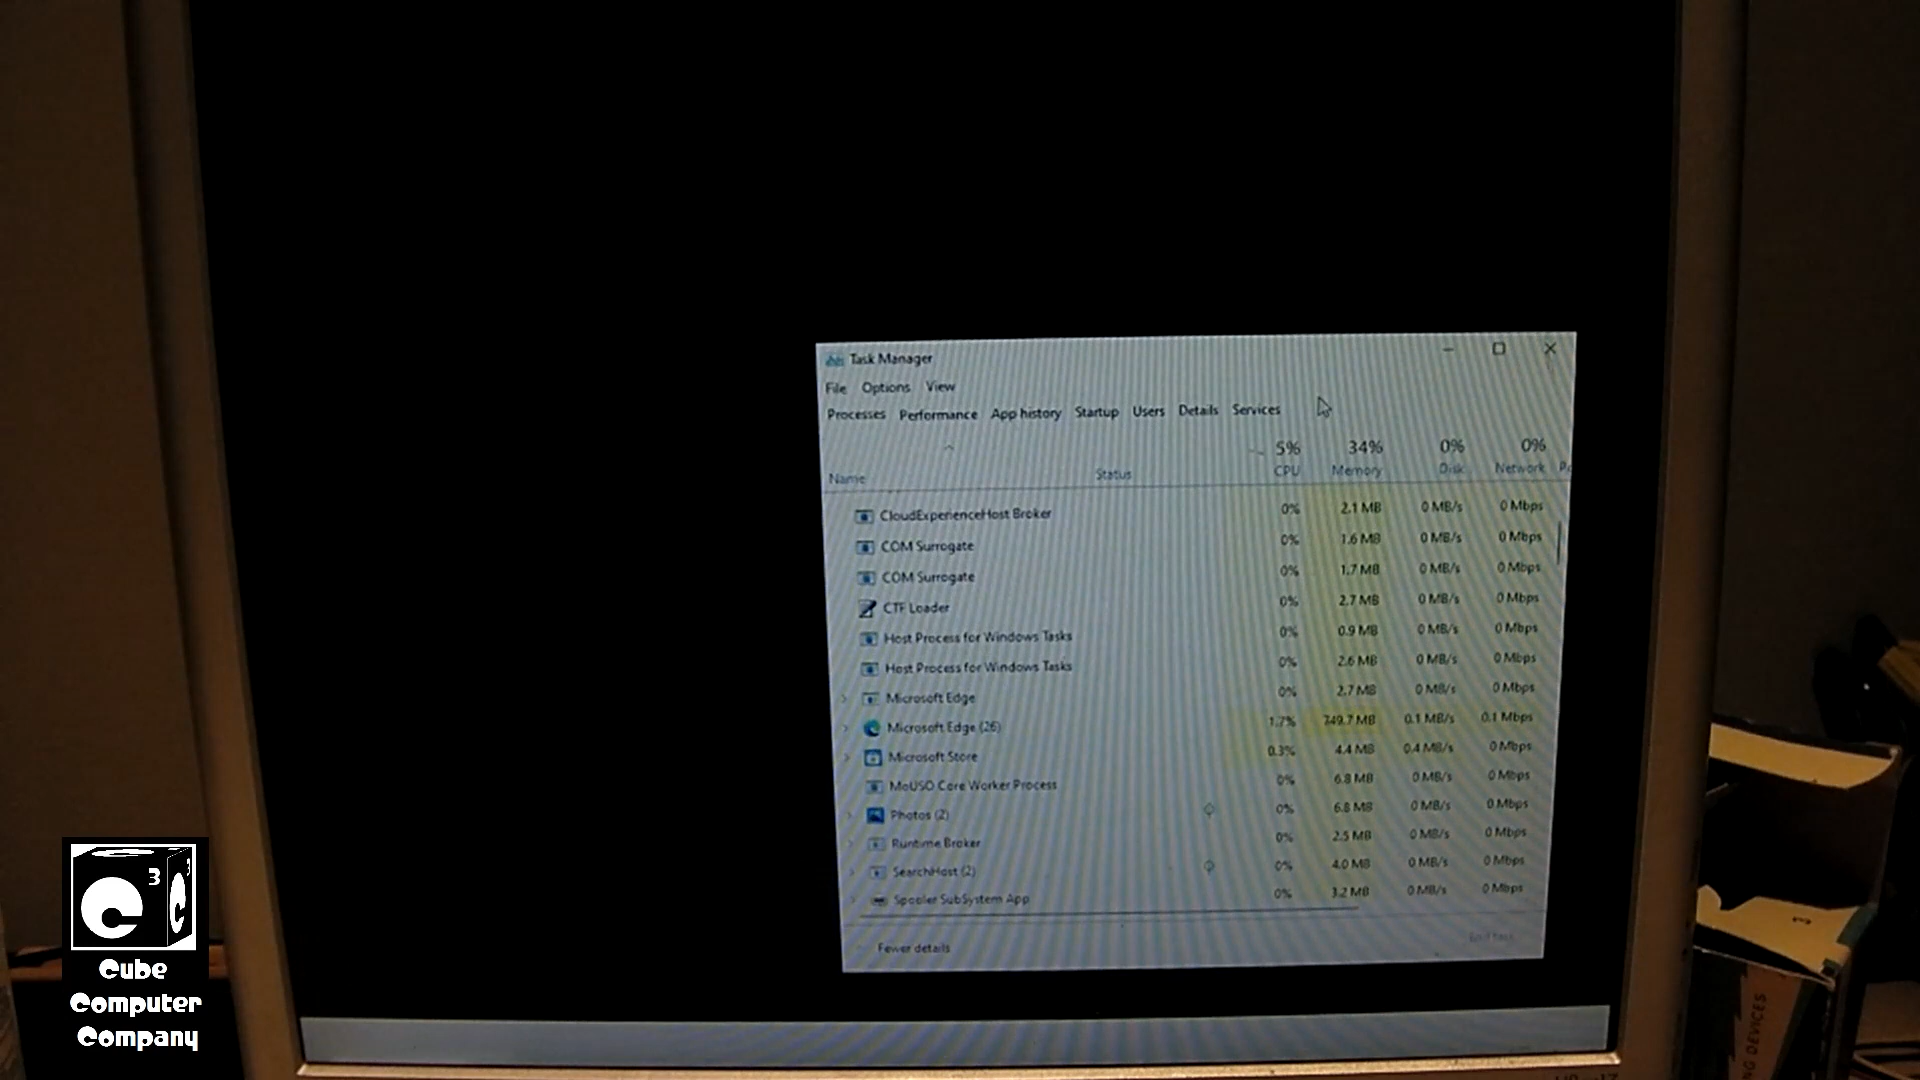 Task Manager
File Options View
Processes Performance App history Startup Users Details Services
5% 34% 0% 0%
Name Status CPU Memory Disk Network
CloudExperienceHost Broker 0% 2.1 MB 0 MB/s 0 Mbps
COM Surrogate 0% 1.6 MB 0 MB/s 0 Mbps
COM Surrogate 0% 1.7 MB 0 MB/s 0 Mbps
CTF Loader 0% 2.7 MB 0 MB/s 0 Mbps
Host Process for Windows Tasks 0% 0.9 MB 0 MB/s 0 Mbps
Host Process for Windows Tasks 0% 2.6 MB 0 MB/s 0 Mbps
Microsoft Edge 0% 2.7 MB 0 MB/s 0 Mbps
Microsoft Edge (26) 1.7% 749.7 MB 0.1 MB/s 0.1 Mbps
Microsoft Store 0.3% 4.4 MB 0.4 MB/s 0 Mbps
MoUSO Core Worker Process 0% 6.8 MB 0 MB/s 0 Mbps
Photos (2) 0% 6.8 MB 0 MB/s 0 Mbps
Runtime Broker 0% 2.5 MB 0 MB/s 0 Mbps
SearchHost (2) 0% 4.0 MB 0 MB/s 0 Mbps
Spooler SubSystem App 0% 3.2 MB 0 MB/s 0 Mbps
Fewer details
End task
C 3 C 3
Cube
Computer
Company
DEVICES